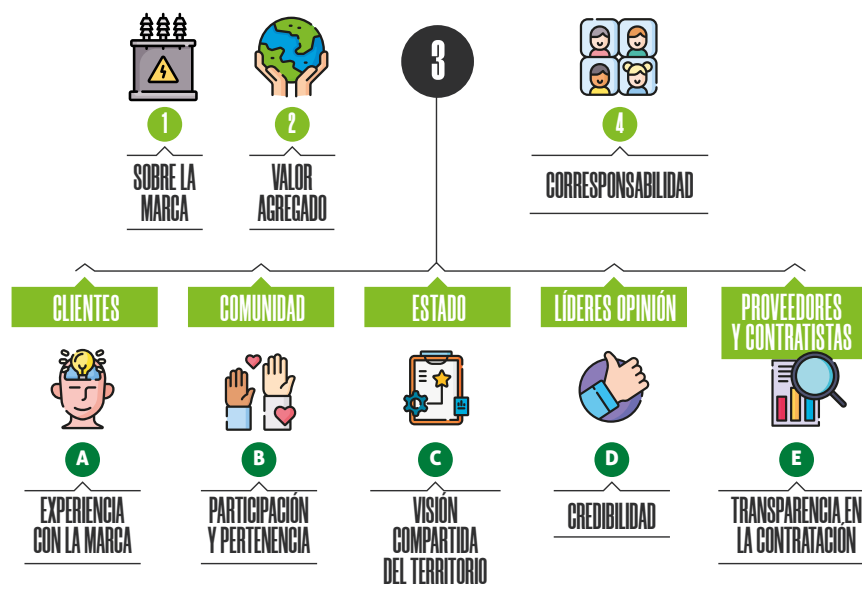 3
1
2
4
SOBRE LA
MARCA
VALOR
AGREGADO
CORRESPONSABILIDAD
CLIENTES
COMUNIDAD
ESTADO
LÍDERES OPINIÓN
PROVEEDORES
Y CONTRATISTAS
A
B
C
D
E
EXPERIENCIA
CON LA MARCA
PARTICIPACIÓN
Y PERTENENCIA
VISIÓN
COMPARTIDA
DEL TERRITORIO
CREDIBILIDAD
TRANSPARENCIA EN
LA CONTRATACIÓN